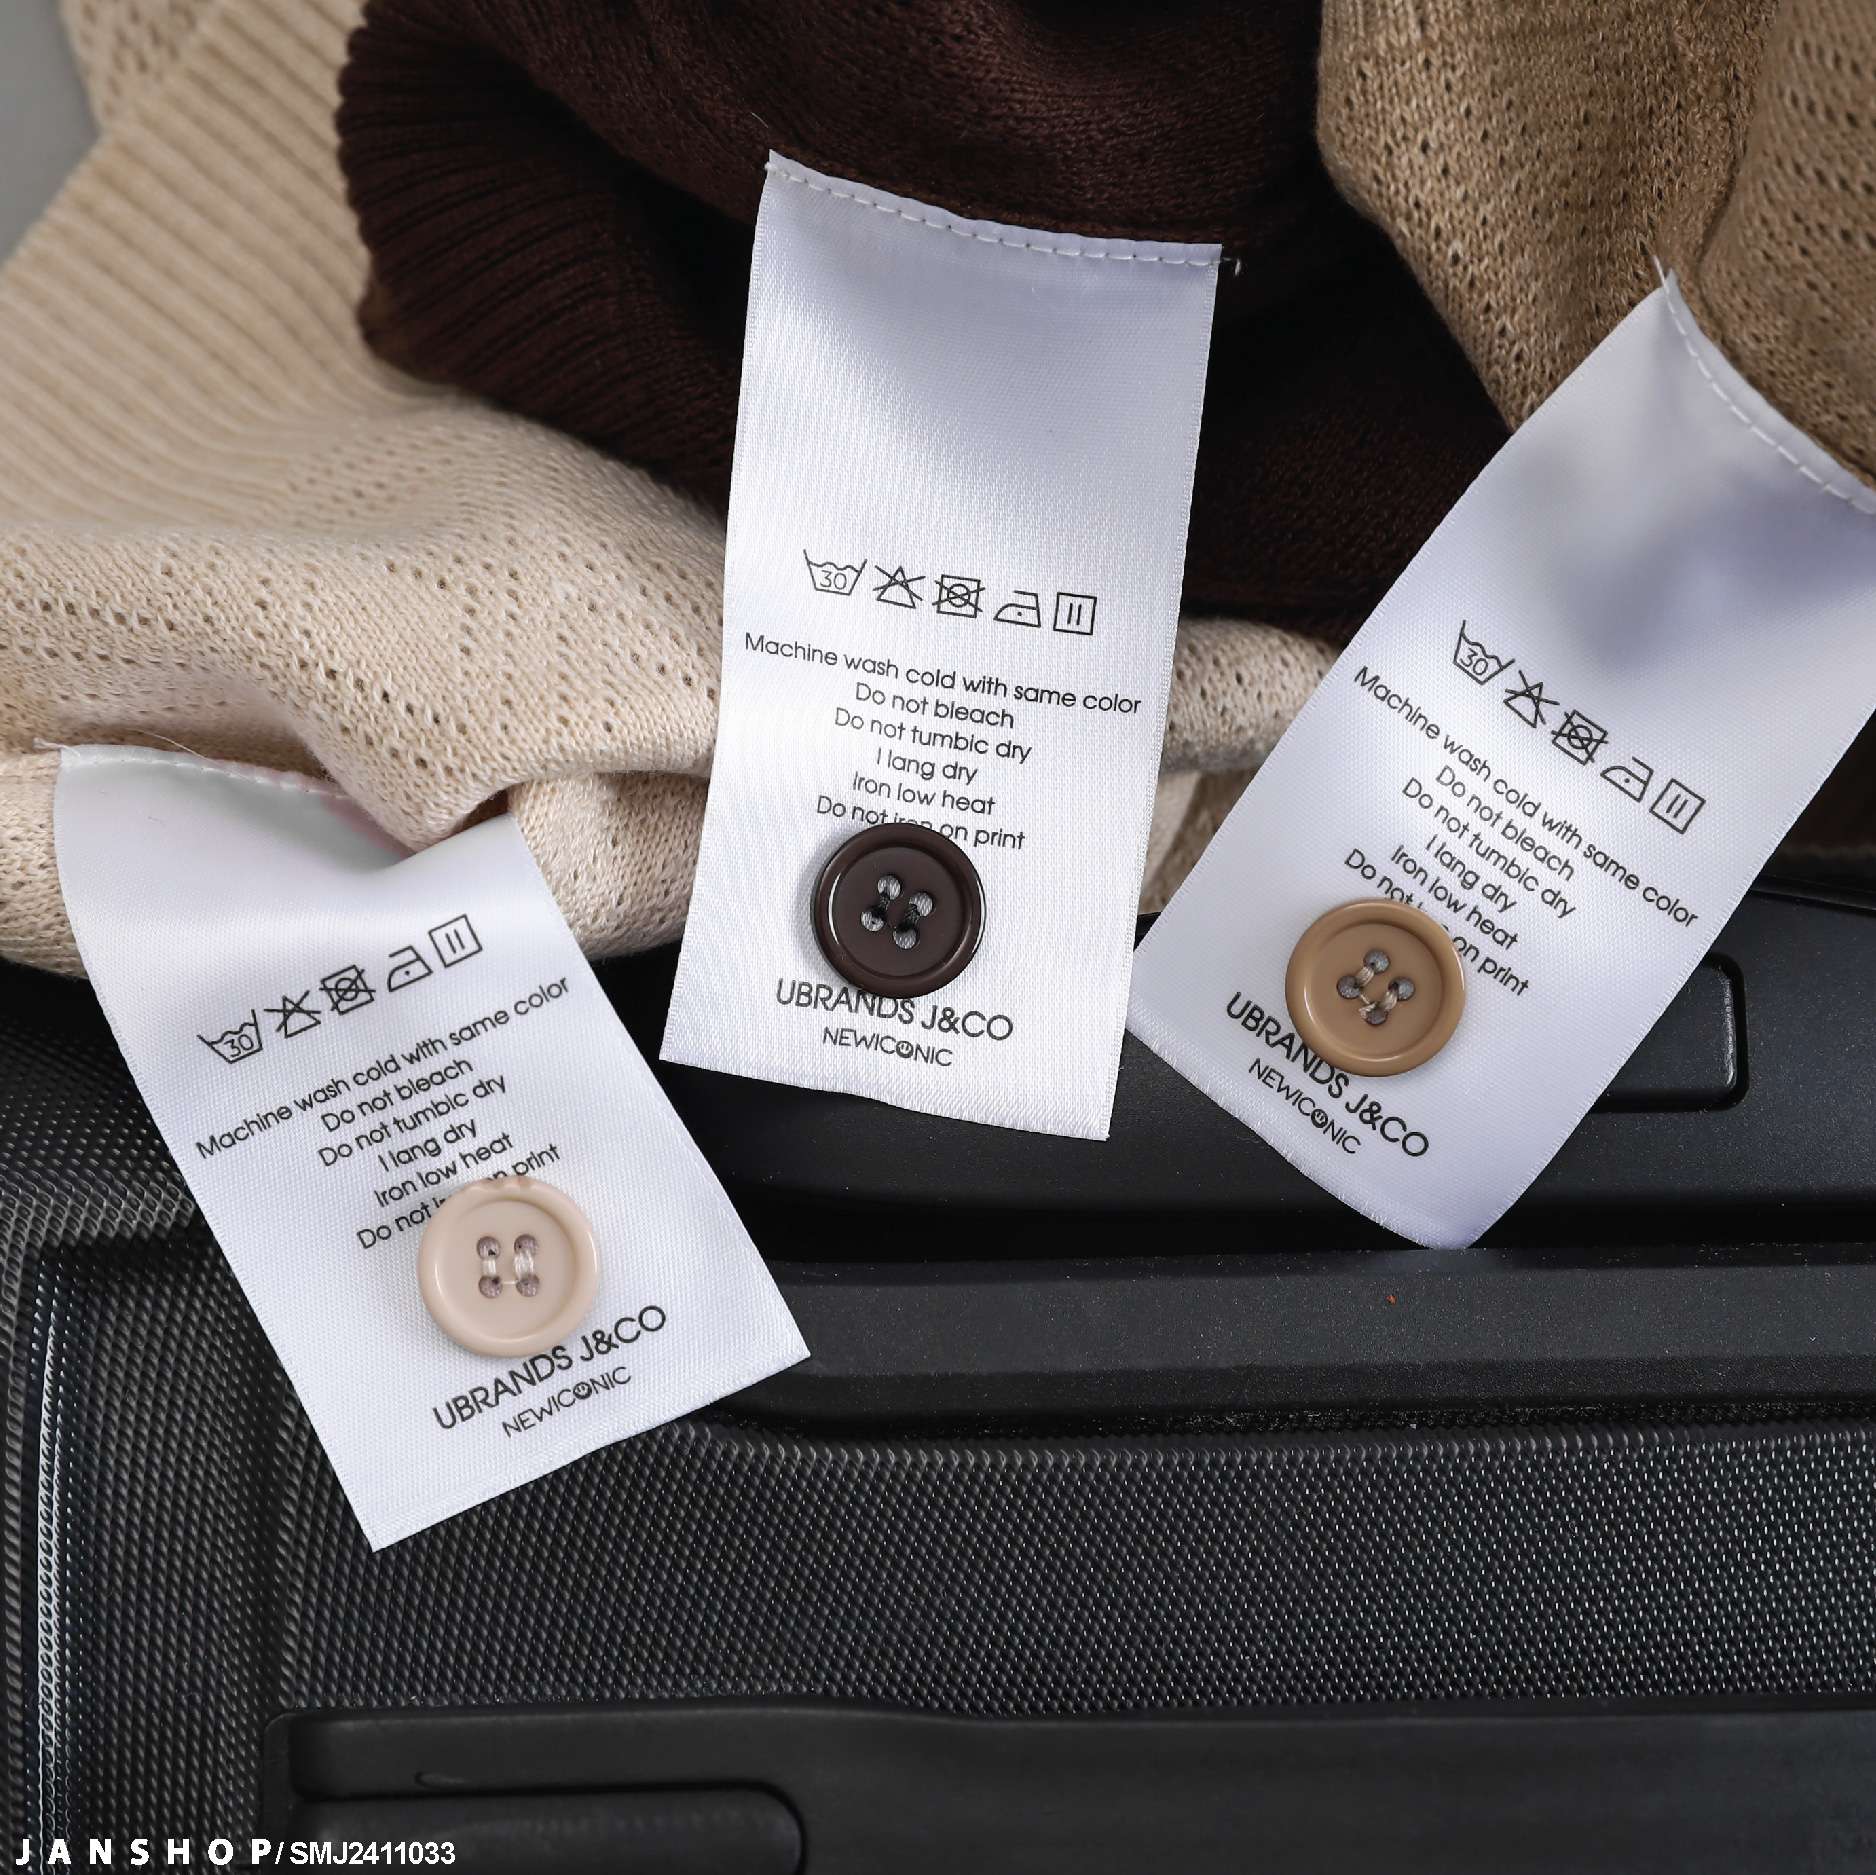 30
Machine wash cold with same color
Do not bleach
Do not tumbic dry
I lang dry
Iron low heat
Do not on print
UBRANDS J&CO
NEWICONIC
30
Machine wash cold with same color
Do not bleach
Do not tumbic dry
I lang dry
Iron low heat
Do not iron on print
UBRANDS J&CO
NEWICONIC
30
Machine wash cold with same color
Do not bleach
Do not tumbic dry
I lang dry
Iron low heat
Do not on print
UBRANDS J&CO
NEWICONIC
JANSHOP/SMJ2411033